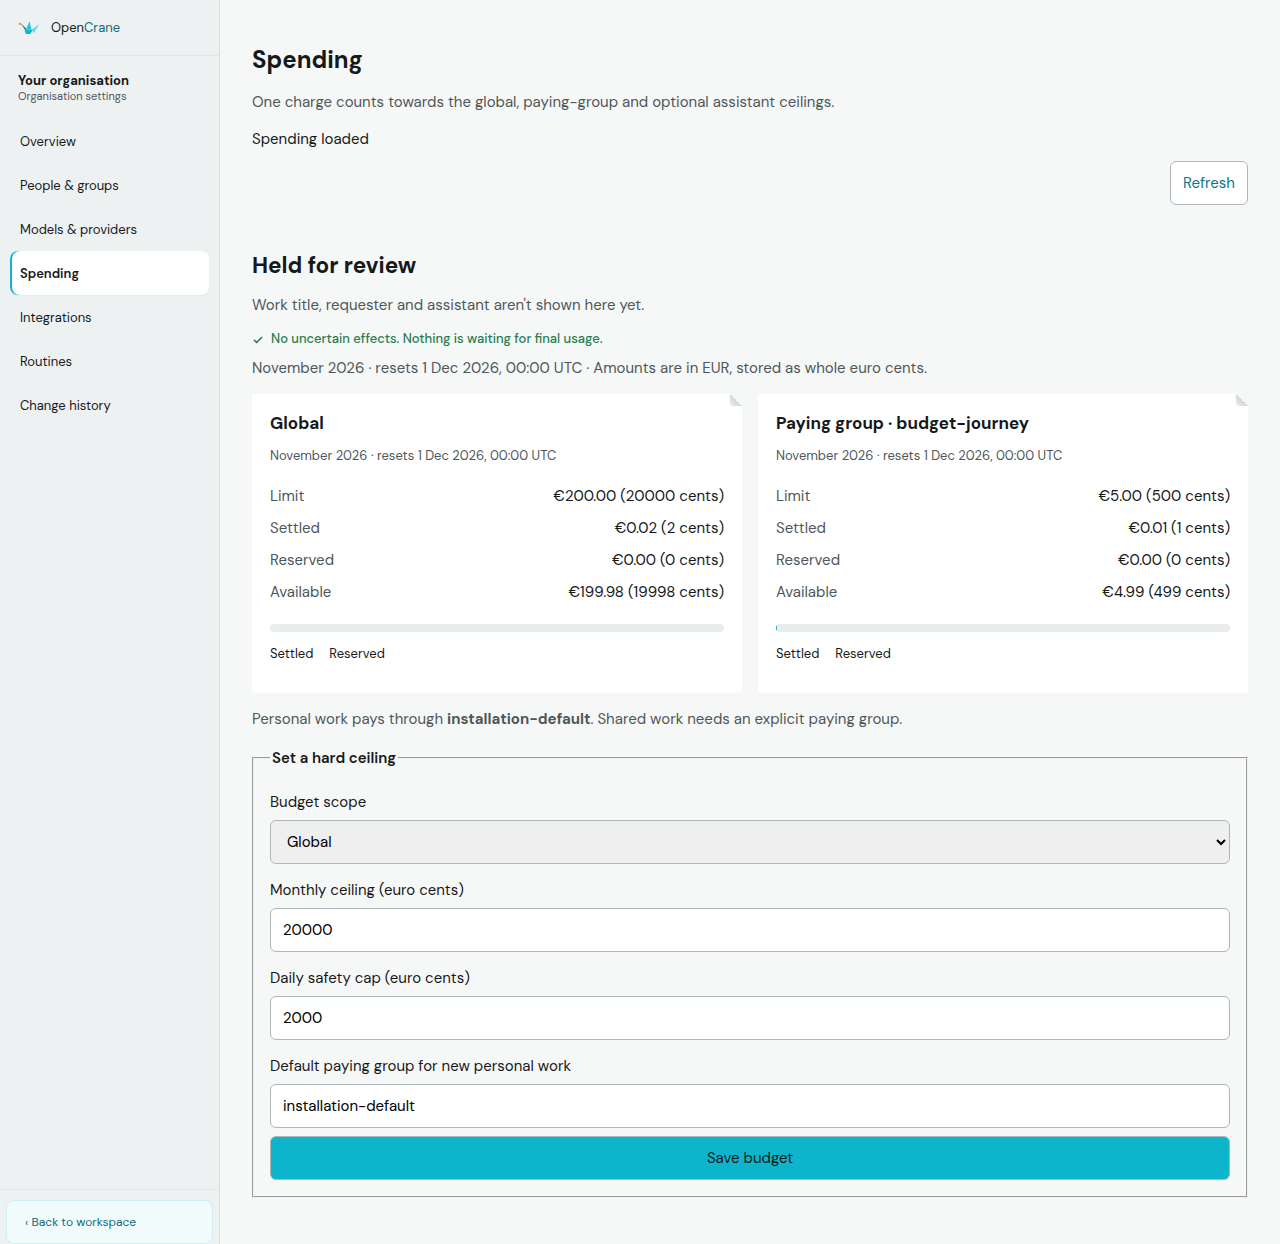 OpenCrane
Your organisation
Organisation settings
Overview
People & groups
Models & providers
Spending
Integrations
Routines
Change history
‹ Back to workspace
Spending
One charge counts towards the global, paying-group and optional assistant ceilings.
Spending loaded
Refresh
Held for review
Work title, requester and assistant aren't shown here yet.
No uncertain effects. Nothing is waiting for final usage.
November 2026 · resets 1 Dec 2026, 00:00 UTC · Amounts are in EUR, stored as whole euro cents.
Global
November 2026 · resets 1 Dec 2026, 00:00 UTC
Limit €200.00 (20000 cents)
Settled €0.02 (2 cents)
Reserved €0.00 (0 cents)
Available €199.98 (19998 cents)
Settled Reserved
Paying group · budget-journey
November 2026 · resets 1 Dec 2026, 00:00 UTC
Limit €5.00 (500 cents)
Settled €0.01 (1 cents)
Reserved €0.00 (0 cents)
Available €4.99 (499 cents)
Settled Reserved
Personal work pays through installation-default. Shared work needs an explicit paying group.
Set a hard ceiling
Budget scope
Global
Monthly ceiling (euro cents)
20000
Daily safety cap (euro cents)
2000
Default paying group for new personal work
installation-default
Save budget